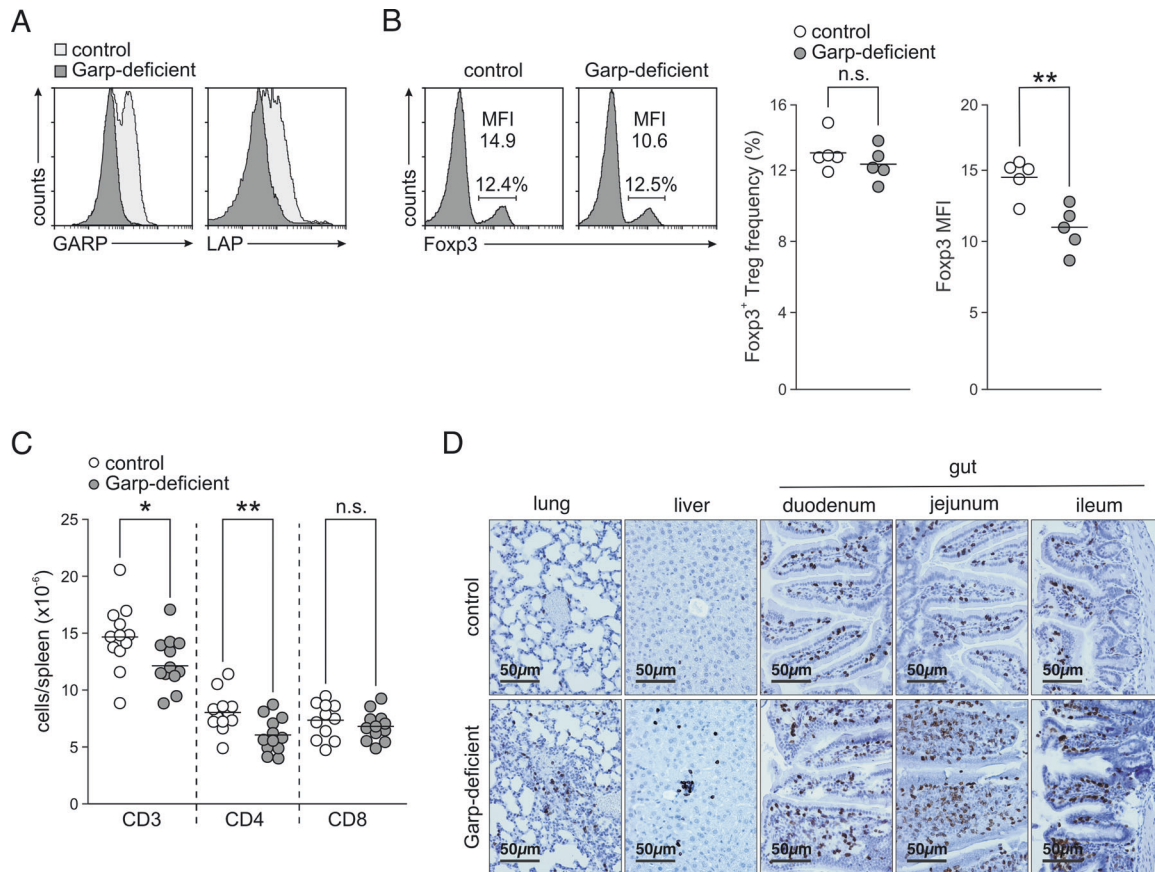 A
control
Garp-deficient
counts
GARP
LAP
B
control
Garp-deficient
MFI
14.9
12.4%
MFI
10.6
12.5%
counts
Foxp3
control
Garp-deficient
n.s.
16
12
8
4
0
Foxp3+ Treg frequency (%)
**
20
15
10
15
0
Foxp3 MFI
C
control
Garp-deficient
*
**
n.s.
25
20
15
10
5
0
cells/spleen (x10-6)
CD3
CD4
CD8
D
gut
lung
liver
duodenum
jejunum
ileum
control
50µm
50µm
50µm
50µm
50µm
Garp-deficient
50µm
50µm
50µm
50µm
50µm